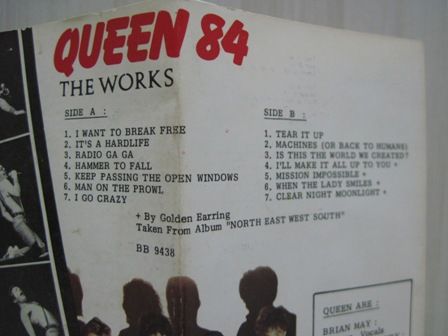 QUEEN 84
THE WORKS
SIDE A :
1. I WANT TO BREAK FREE
2. IT'S A HARDLIFE
3. RADIO GA GA
4. HAMMER TO FALL
5. KEEP PASSING THE OPEN WINDOWS
6. MAN ON THE PROWL
7. I GO CRAZY
SIDE B :
1. TEAR IT UP
2. MACHINES (OR BACK TO HUMANS)
3. IS THIS THE WORLD WE CREATED?
4. I'LL MAKE IT ALL UP TO YOU +
5. MISSION IMPOSSIBLE +
6. WHEN THE LADY SMILES +
7. CLEAR NIGHT MOONLIGHT +
+ By Golden Earring
Taken From Album "NORTH EAST WEST SOUTH"
BB 9438
QUEEN ARE :
BRIAN MAY :
Vocals